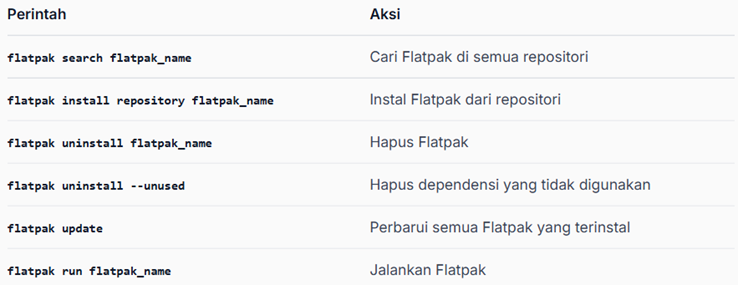 Perintah Aksi
flatpak search flatpak_name Cari Flatpak di semua repositori
flatpak install repository flatpak_name Instal Flatpak dari repositori
flatpak uninstall flatpak_name Hapus Flatpak
flatpak uninstall --unused Hapus dependensi yang tidak digunakan
flatpak update Perbarui semua Flatpak yang terinstal
flatpak run flatpak_name Jalankan Flatpak